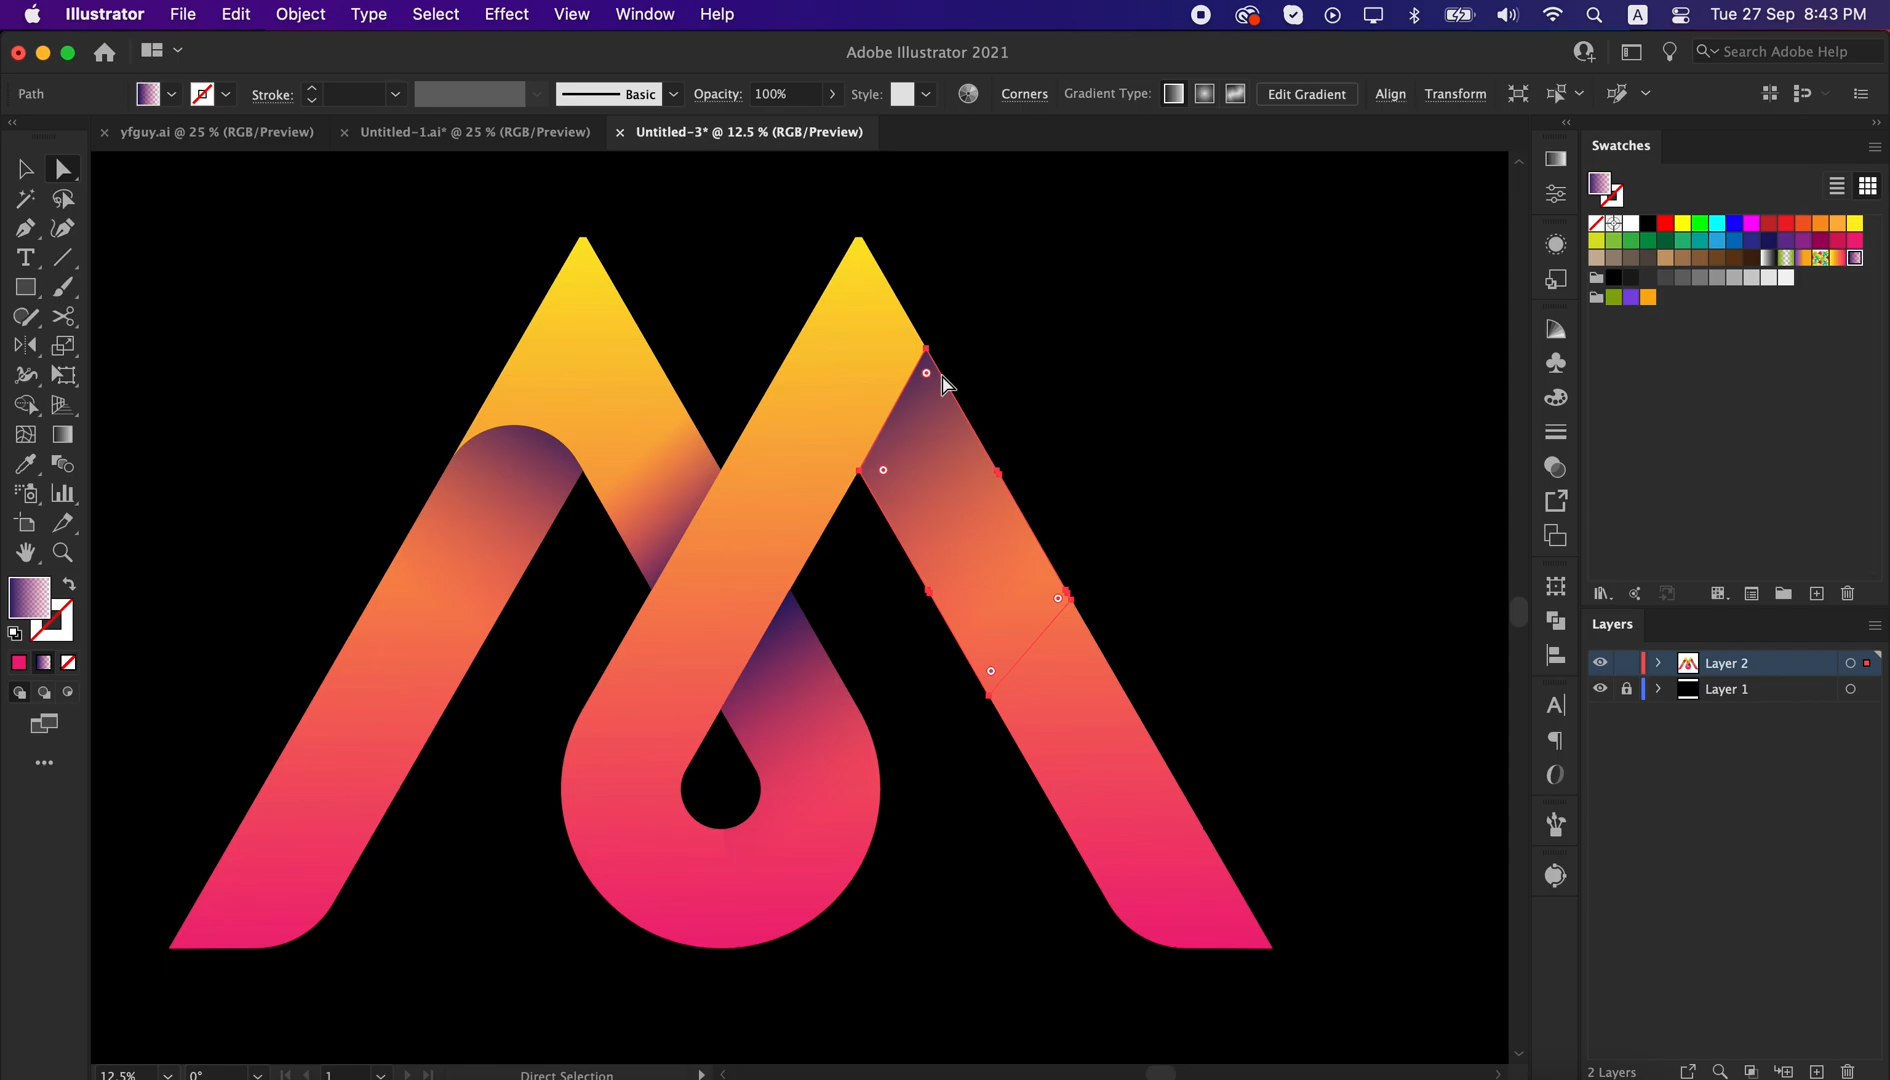 Illustrator File Edit Object Type Select Effect View Window Help A Tue 27 Sep 8:43 PM
Adobe Illustrator 2021 Search Adobe Help
Path Stroke: Basic Opacity: 100% Style: Corners Gradient Type: Edit Gradient Align Transform
yfguy.ai @ 25 % (RGB/Preview) Untitled-1.ai* @ 25 % (RGB/Preview) Untitled-3* @ 12.5 % (RGB/Preview)
Swatches
Layers
Layer 2
Layer 1
12.5% 0° 1 Direct Selection 2 Layers